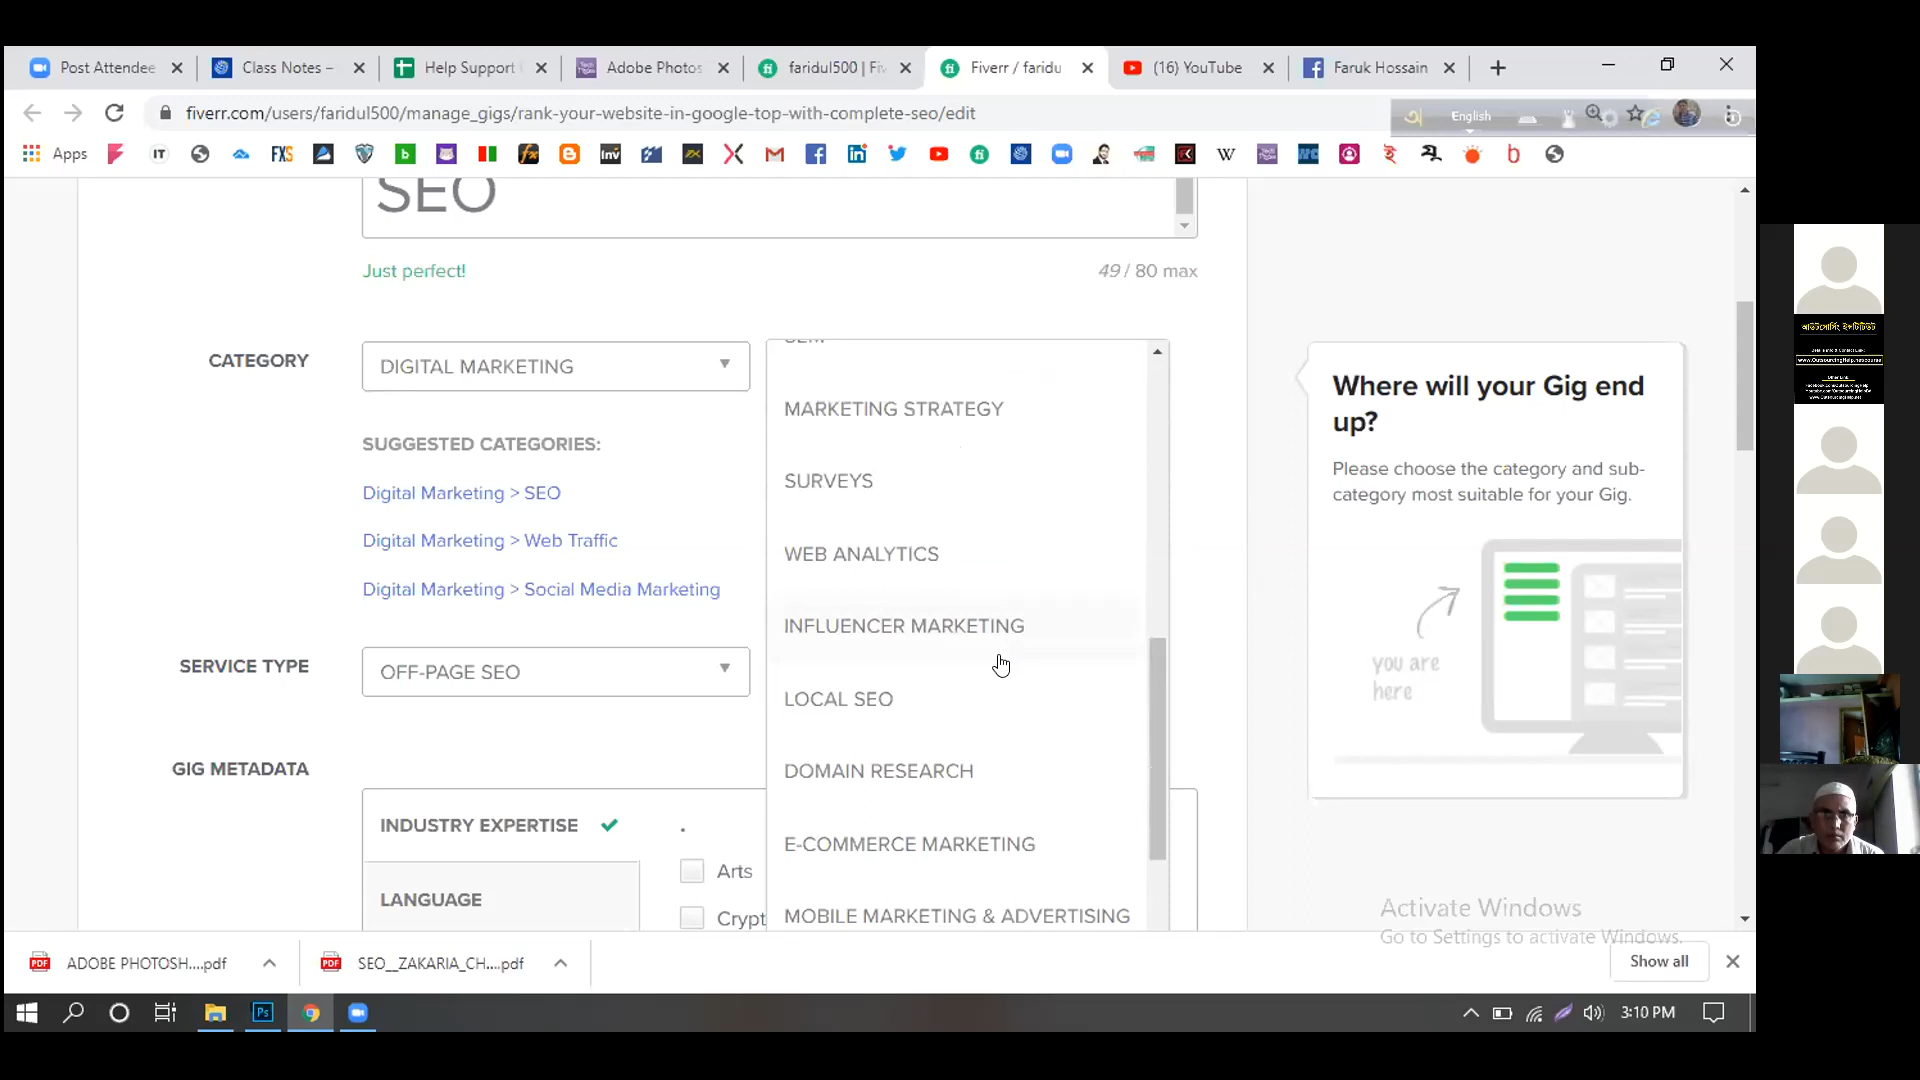 Post Attendee
Class Notes –
Help Support
Adobe Photos
faridul500 | Fiv
Fiverr / faridu
(16) YouTube
Faruk Hossain
fiverr.com/users/faridul500/manage_gigs/rank-your-website-in-google-top-with-complete-seo/edit
English
Apps
SEO
Just perfect!
49 / 80 max
CATEGORY
DIGITAL MARKETING
SUGGESTED CATEGORIES:
Digital Marketing > SEO
Digital Marketing > Web Traffic
Digital Marketing > Social Media Marketing
SERVICE TYPE
OFF-PAGE SEO
GIG METADATA
INDUSTRY EXPERTISE
LANGUAGE
Arts
Crypt
SEM
MARKETING STRATEGY
SURVEYS
WEB ANALYTICS
INFLUENCER MARKETING
LOCAL SEO
DOMAIN RESEARCH
E-COMMERCE MARKETING
MOBILE MARKETING & ADVERTISING
Where will your Gig end
up?
Please choose the category and sub-
category most suitable for your Gig.
you are
here
Activate Windows
Go to Settings to activate Windows.
ADOBE PHOTOSH....pdf
SEO__ZAKARIA_CH....pdf
Show all
3:10 PM